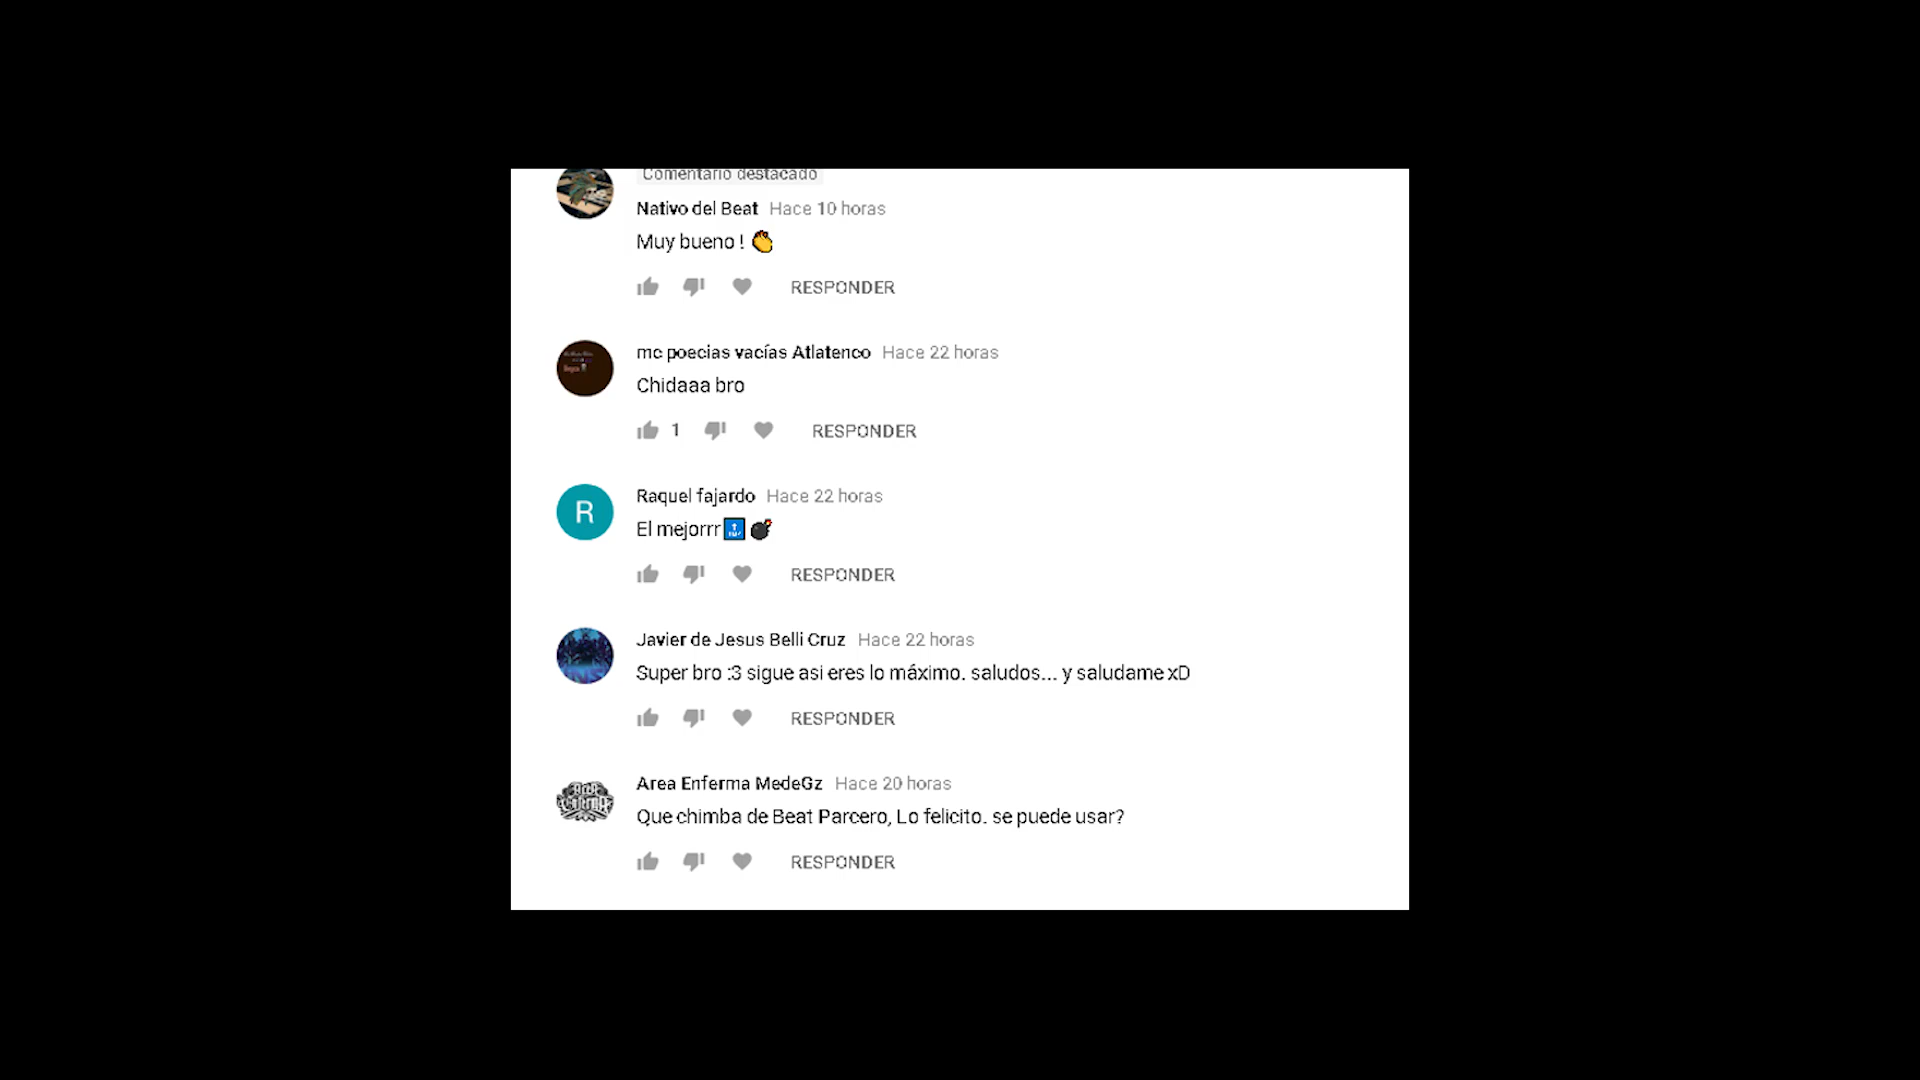 Comentario destacado
Nativo del Beat Hace 10 horas
Muy bueno ! 👏
RESPONDER
mc poecias vacías Atlatenco Hace 22 horas
Chidaaa bro
1 RESPONDER
R
Raquel fajardo Hace 22 horas
El mejorrr🔝💣
RESPONDER
Javier de Jesus Belli Cruz Hace 22 horas
Super bro :3 sigue asi eres lo máximo. saludos... y saludame xD
RESPONDER
Area Enferma MedeGz Hace 20 horas
Que chimba de Beat Parcero, Lo felicito. se puede usar?
RESPONDER